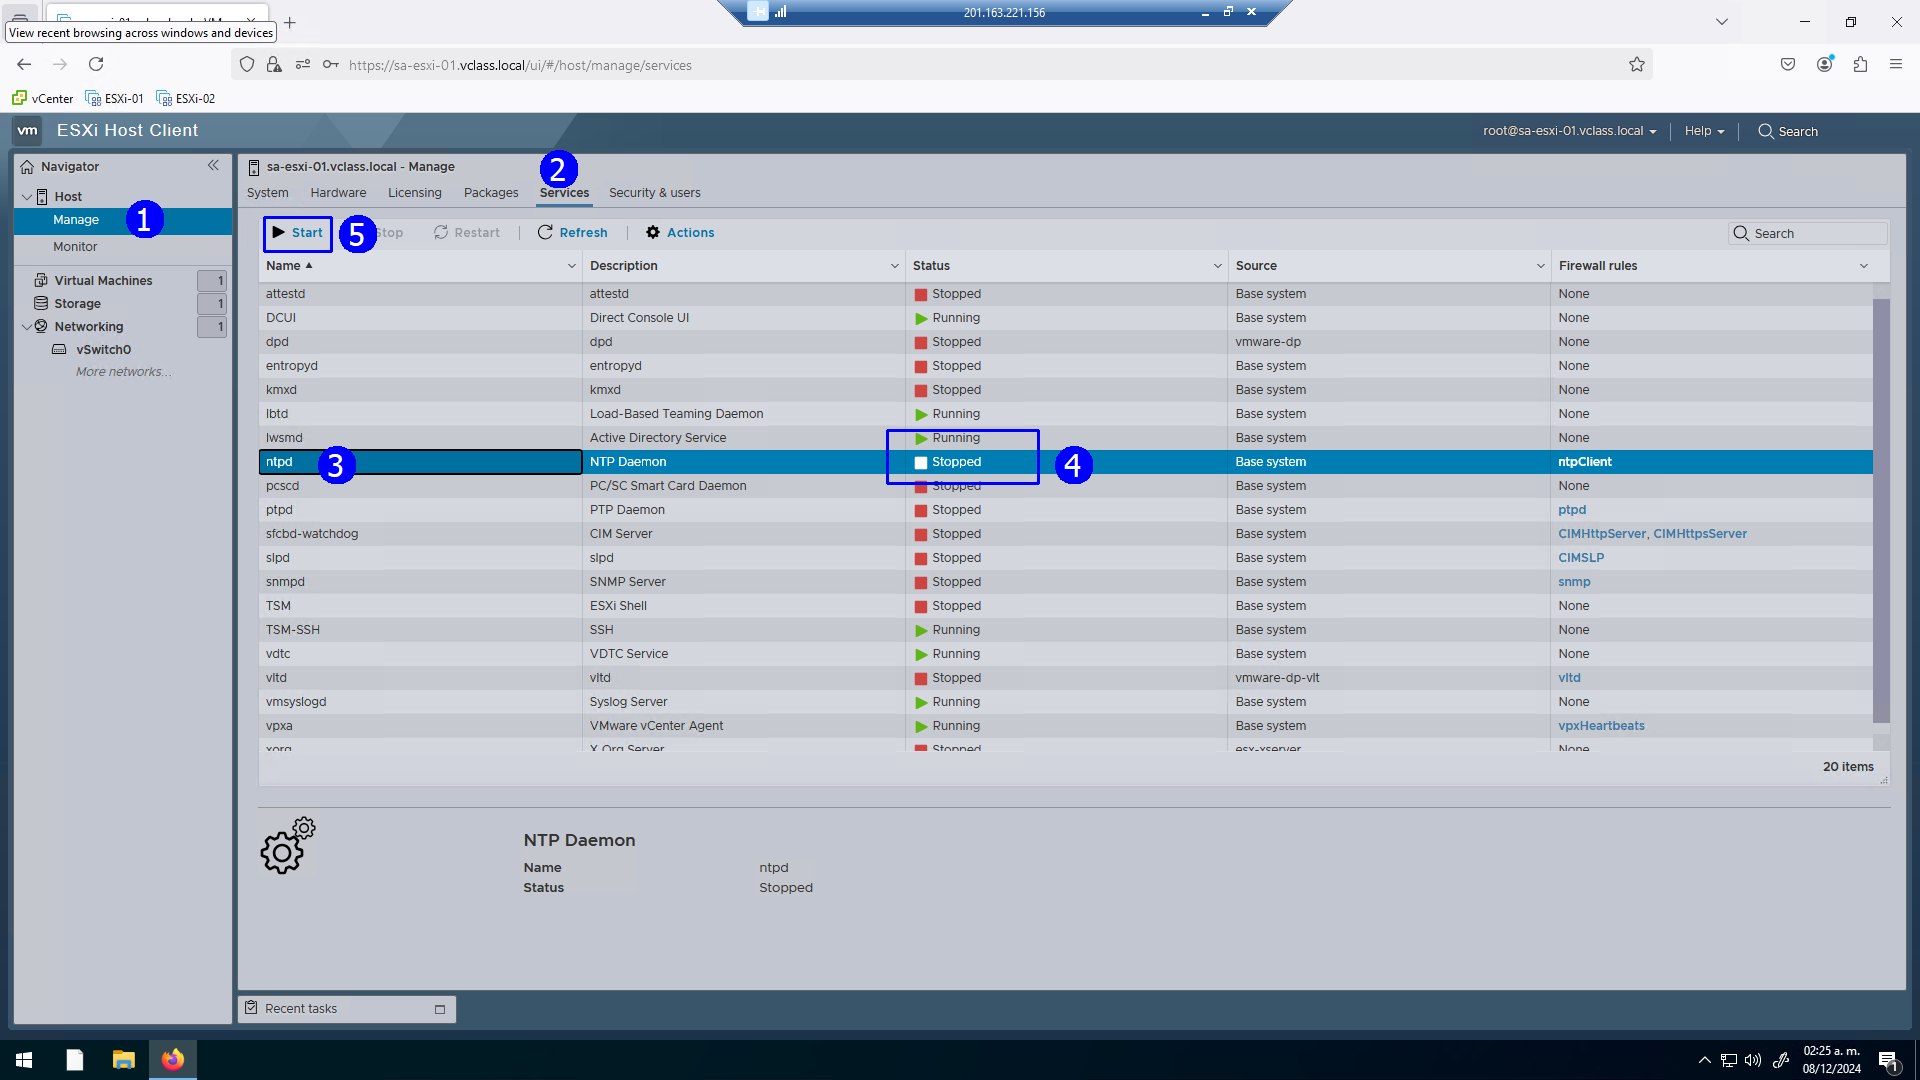 201.163.221.156
View recent browsing across windows and devices
https://sa-esxi-01.vclass.local/ui/#/host/manage/services
vCenter ESXi-01 ESXi-02
vm ESXi Host Client root@sa-esxi-01.vclass.local Help Search
Navigator
Host
Manage 1
Monitor
Virtual Machines 1
Storage 1
Networking 1
vSwitch0
More networks...
sa-esxi-01.vclass.local - Manage 2
System Hardware Licensing Packages Services Security & users
Start 5 Restart Refresh Actions Search
Name Description Status Source Firewall rules
attestd attestd Stopped Base system None
DCUI Direct Console UI Running Base system None
dpd dpd Stopped vmware-dp None
entropyd entropyd Stopped Base system None
kmxd kmxd Stopped Base system None
lbtd Load-Based Teaming Daemon Running Base system None
lwsmd Active Directory Service Running Base system None
ntpd 3 NTP Daemon Stopped 4 Base system ntpClient
pcscd PC/SC Smart Card Daemon Stopped Base system None
ptpd PTP Daemon Stopped Base system ptpd
sfcbd-watchdog CIM Server Stopped Base system CIMHttpServer, CIMHttpsServer
slpd slpd Stopped Base system CIMSLP
snmpd SNMP Server Stopped Base system snmp
TSM ESXi Shell Stopped Base system None
TSM-SSH SSH Running Base system None
vdtc VDTC Service Running Base system None
vltd vltd Stopped vmware-dp-vlt vltd
vmsyslogd Syslog Server Running Base system None
vpxa VMware vCenter Agent Running Base system vpxHeartbeats
xorg X.Org Server Stopped esx-xserver None
20 items
NTP Daemon
Name ntpd
Status Stopped
Recent tasks
02:25 a. m.
08/12/2024
1